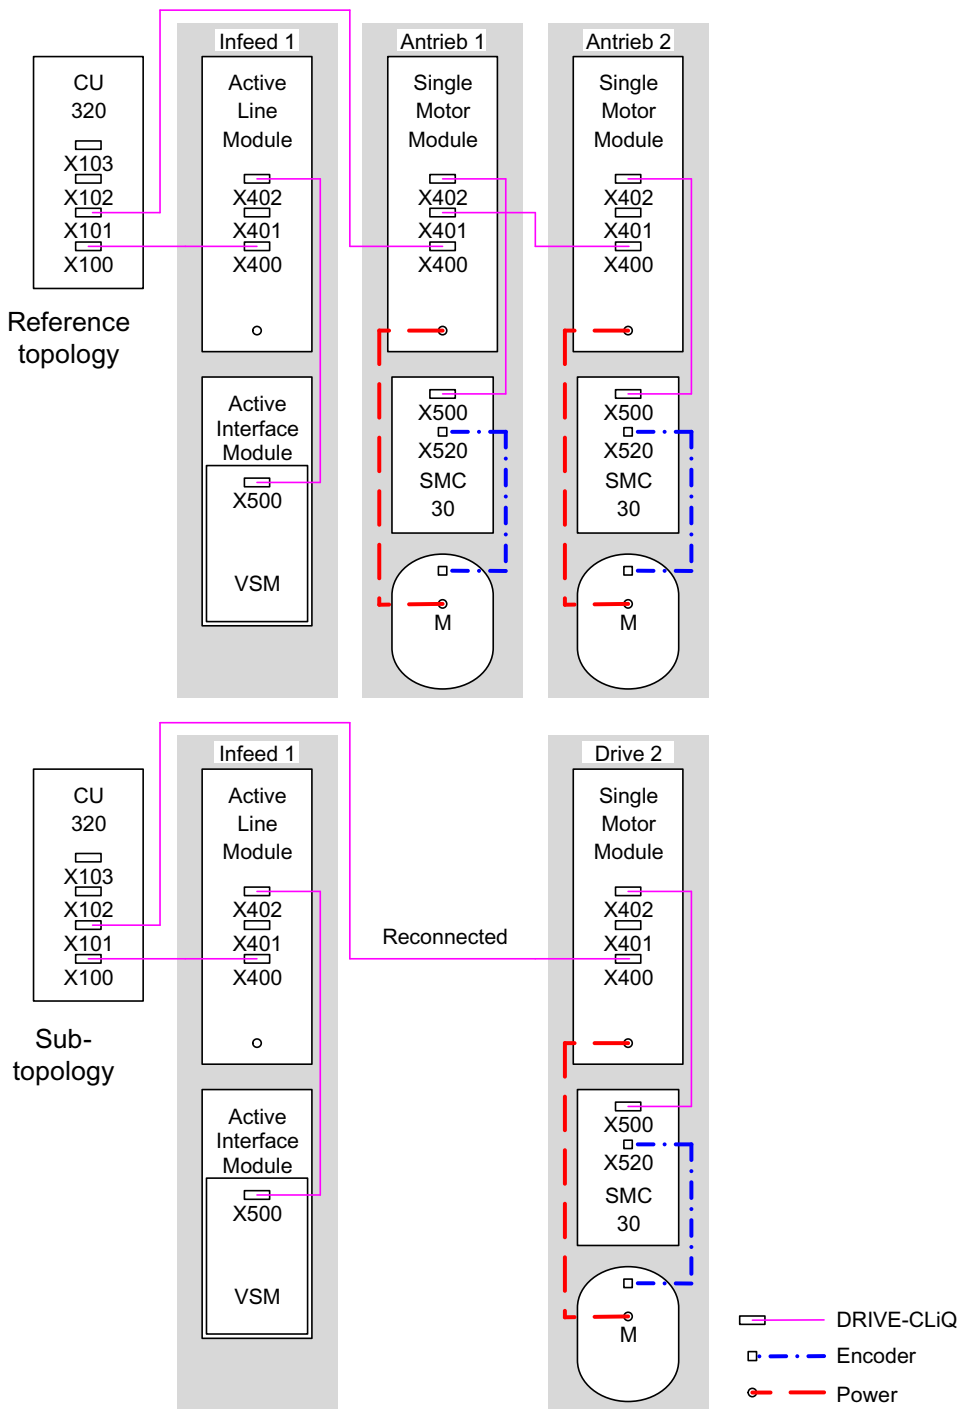 Infeed 1
Antrieb 1
Antrieb 2
CU
320
X103
X102
X101
X100
Reference
topology
Active
Line
Module
X402
X401
X400
Active
Interface
Module
X500
VSM
Single
Motor
Module
X402
X401
X400
X500
X520
SMC
30
M
Single
Motor
Module
X402
X401
X400
X500
X520
SMC
30
M
Infeed 1
Drive 2
CU
320
X103
X102
X101
X100
Sub-
topology
Active
Line
Module
X402
X401
X400
Active
Interface
Module
X500
VSM
Reconnected
Single
Motor
Module
X402
X401
X400
X500
X520
SMC
30
M
DRIVE-CLiQ
Encoder
Power